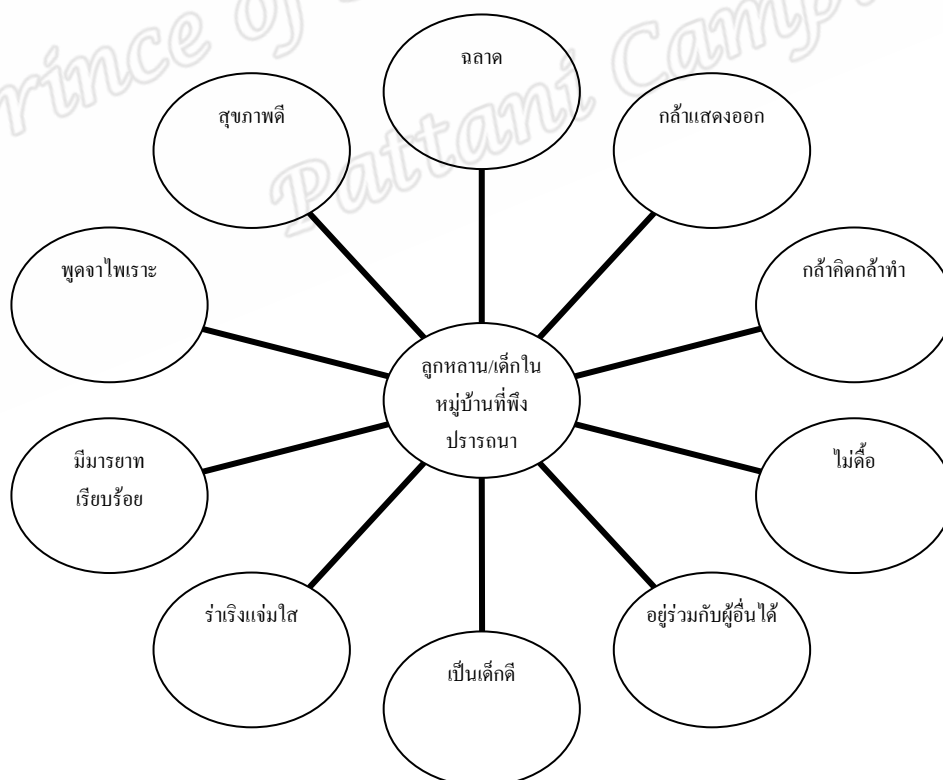 rince of
Pattani Camp
ฉลาด
สุขภาพดี
กล้าแสดงออก
พูดจาไพเราะ
กล้าคิดกล้าทำ
ลูกหลาน/เด็กใน
หมู่บ้านที่พึง
ปรารถนา
มีมารยาท
เรียบร้อย
ไม่ดื้อ
ร่าเริงแจ่มใส
อยู่ร่วมกับผู้อื่นได้
เป็นเด็กดี